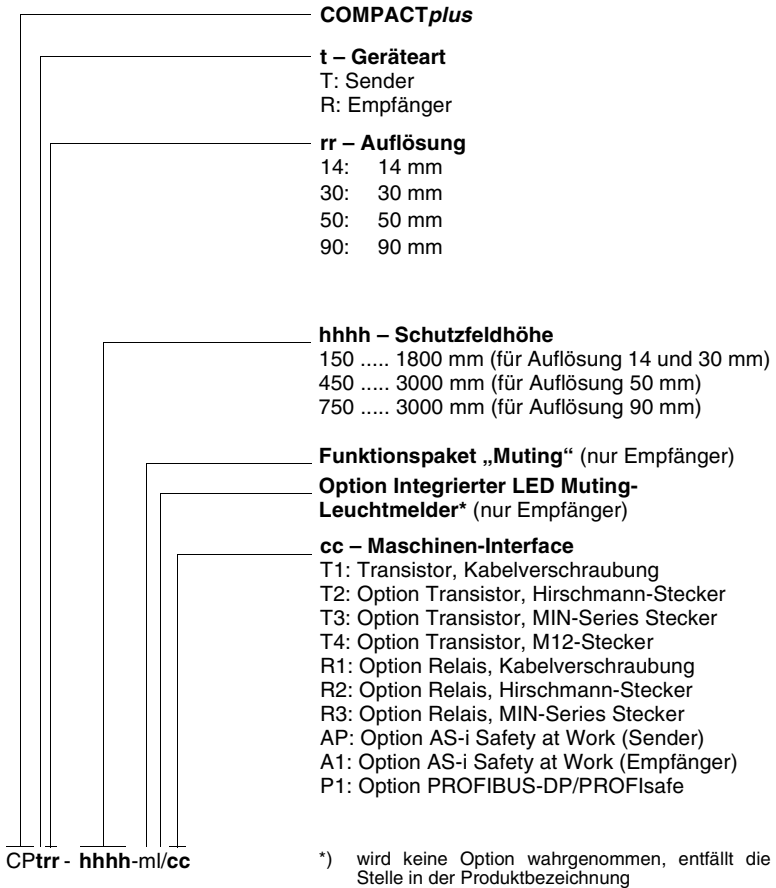 COMPACTplus
t – Geräteart
T: Sender
R: Empfänger
rr – Auflösung
14: 14 mm
30: 30 mm
50: 50 mm
90: 90 mm
hhhh – Schutzfeldhöhe
150 ..... 1800 mm (für Auflösung 14 und 30 mm)
450 ..... 3000 mm (für Auflösung 50 mm)
750 ..... 3000 mm (für Auflösung 90 mm)
Funktionspaket „Muting“ (nur Empfänger)
Option Integrierter LED Muting-
Leuchtmelder* (nur Empfänger)
cc – Maschinen-Interface
T1: Transistor, Kabelverschraubung
T2: Option Transistor, Hirschmann-Stecker
T3: Option Transistor, MIN-Series Stecker
T4: Option Transistor, M12-Stecker
R1: Option Relais, Kabelverschraubung
R2: Option Relais, Hirschmann-Stecker
R3: Option Relais, MIN-Series Stecker
AP: Option AS-i Safety at Work (Sender)
A1: Option AS-i Safety at Work (Empfänger)
P1: Option PROFIBUS-DP/PROFIsafe
CPtrr - hhhh-ml/cc
*) wird keine Option wahrgenommen, entfällt die
Stelle in der Produktbezeichnung